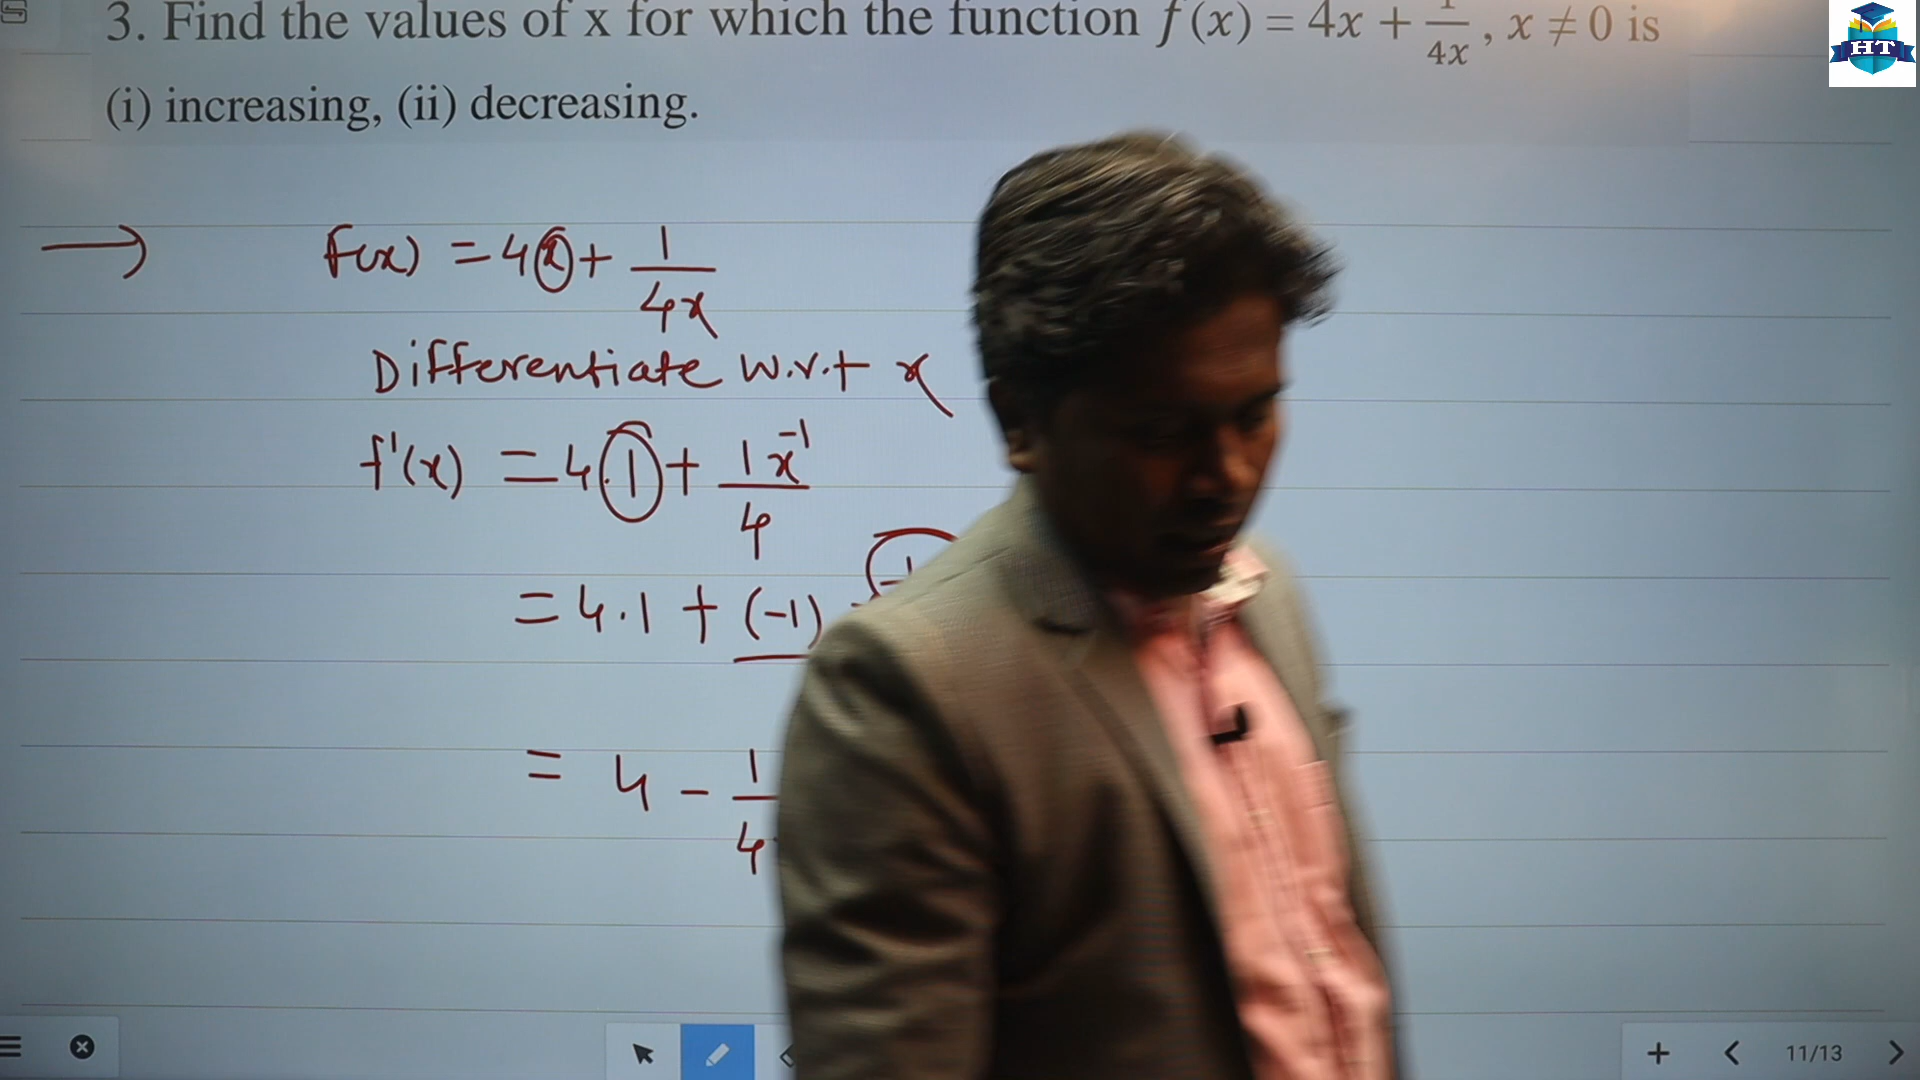 3. Find the values of x for which the function f(x) = 4x + 1/4x , x ≠ 0 is
(i) increasing, (ii) decreasing.
HT
→ f(x) = 4x + 1/4x
Differentiate w.r.t x
f'(x) = 4.1 + 1x⁻¹/4
= 4.1 + (-1)
= 4 - 1/4
11/13